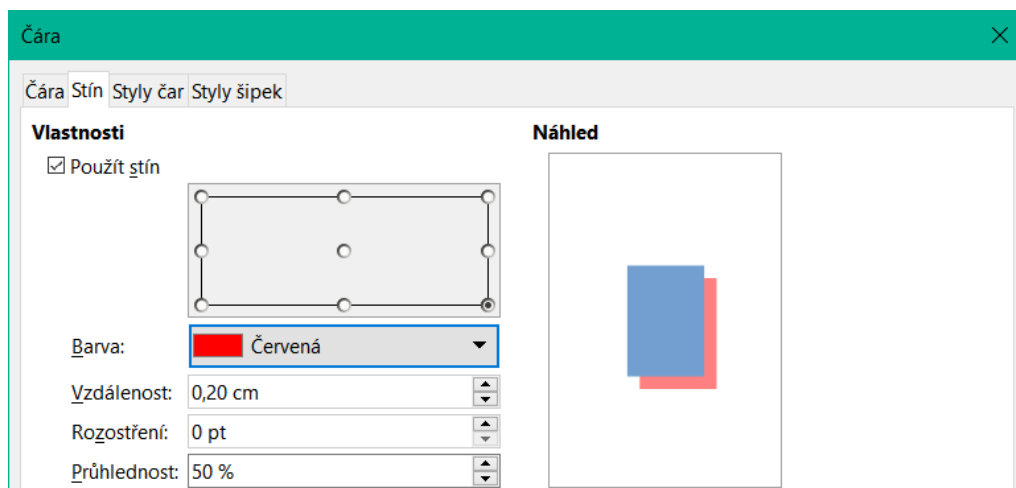 Čára
Čára Stín Styly čar Styly šipek
Vlastnosti
Použít stín
Barva: Červená
Vzdálenost: 0,20 cm
Rozostření: 0 pt
Průhlednost: 50 %
Náhled